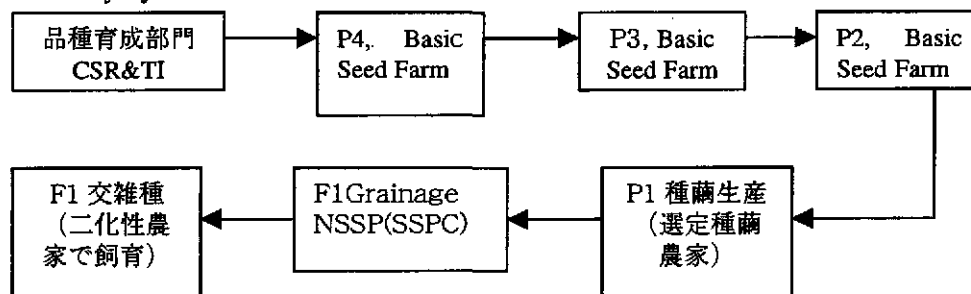 品種育成部門
CSR&TI
P4,. Basic
Seed Farm
P3, Basic
Seed Farm
P2, Basic
Seed Farm
F1 交雑種
(二化性農
家で飼育)
F1Grainage
NSSP(SSPC)
P1 種繭生産
(選定種繭
農家)